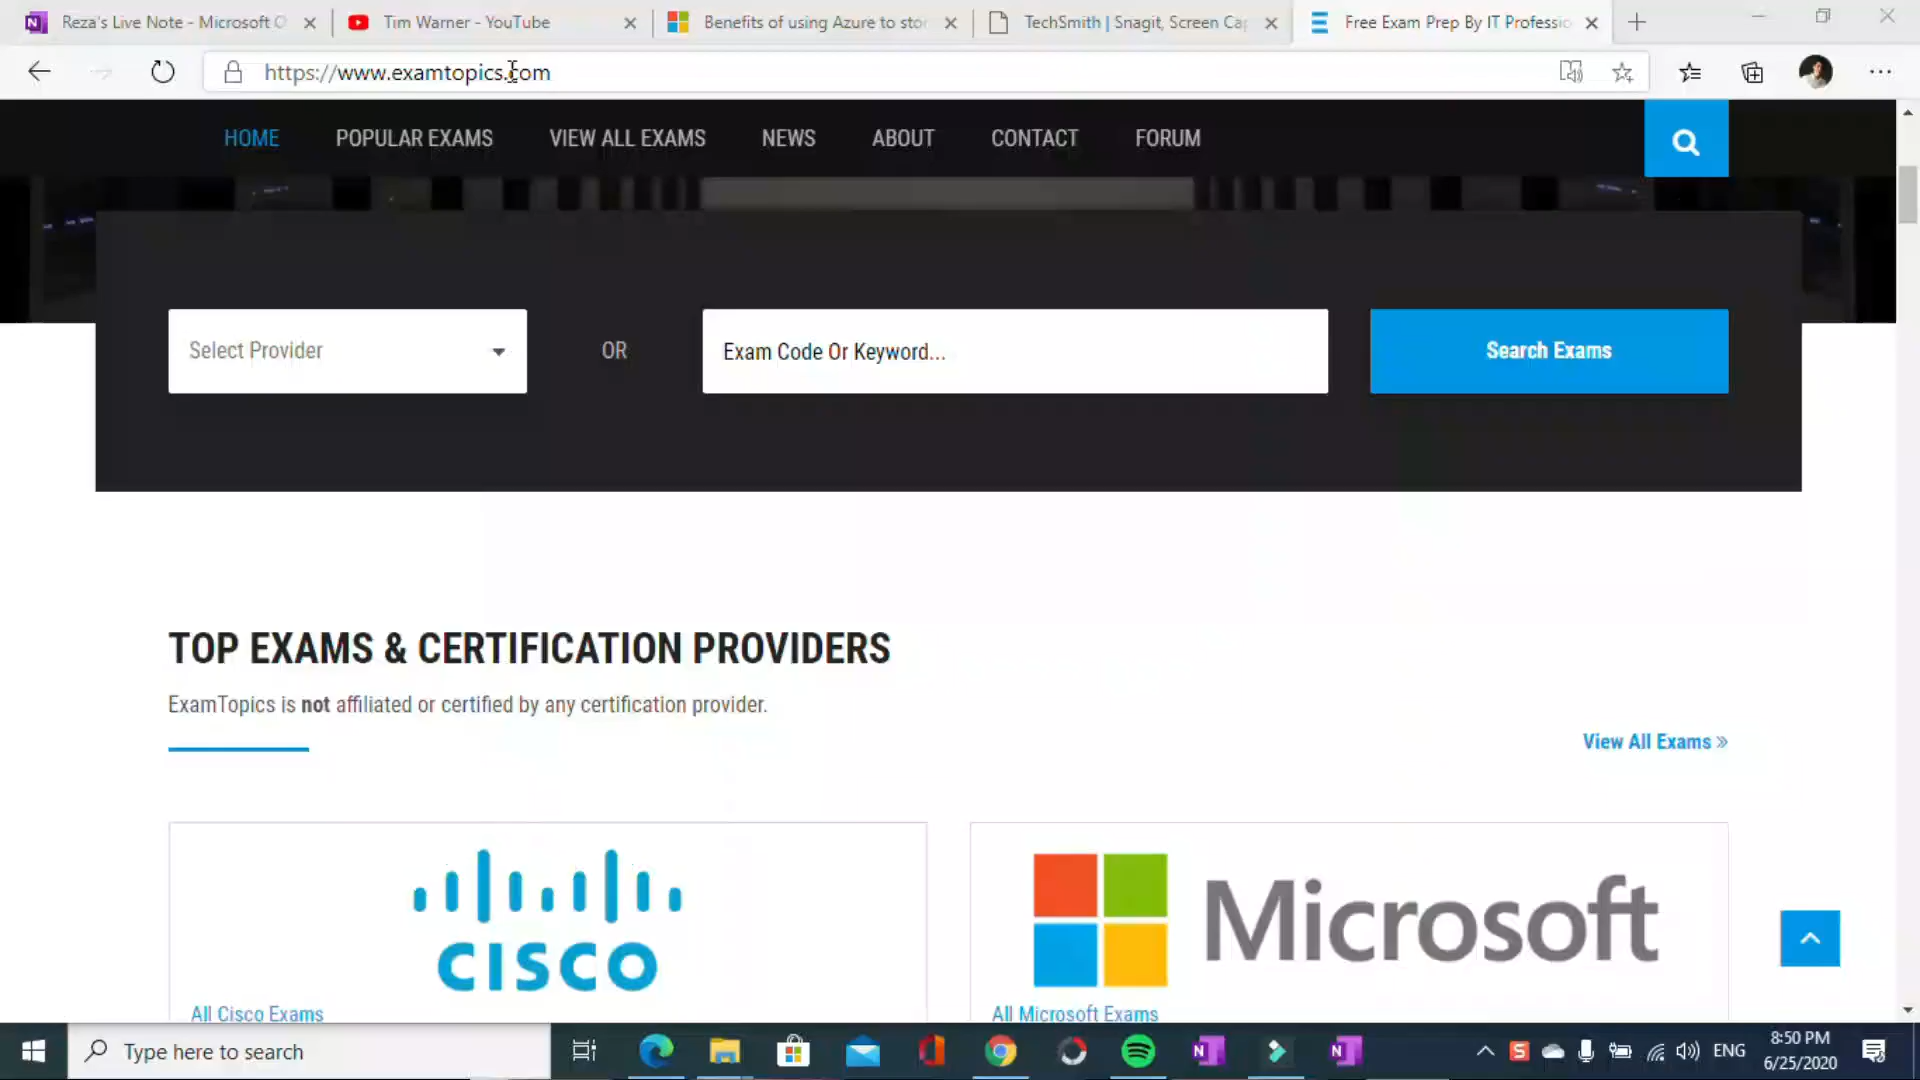 Reza's Live Note - Microsoft O
Tim Warner - YouTube
Benefits of using Azure to stor
TechSmith | Snagit, Screen Cap
Free Exam Prep By IT Professio
https://www.examtopics.com
HOME
POPULAR EXAMS
VIEW ALL EXAMS
NEWS
ABOUT
CONTACT
FORUM
Select Provider
OR
Exam Code Or Keyword...
Search Exams
TOP EXAMS & CERTIFICATION PROVIDERS
ExamTopics is not affiliated or certified by any certification provider.
View All Exams »
CISCO
Microsoft
All Cisco Exams
All Microsoft Exams
Type here to search
ENG
8:50 PM
6/25/2020